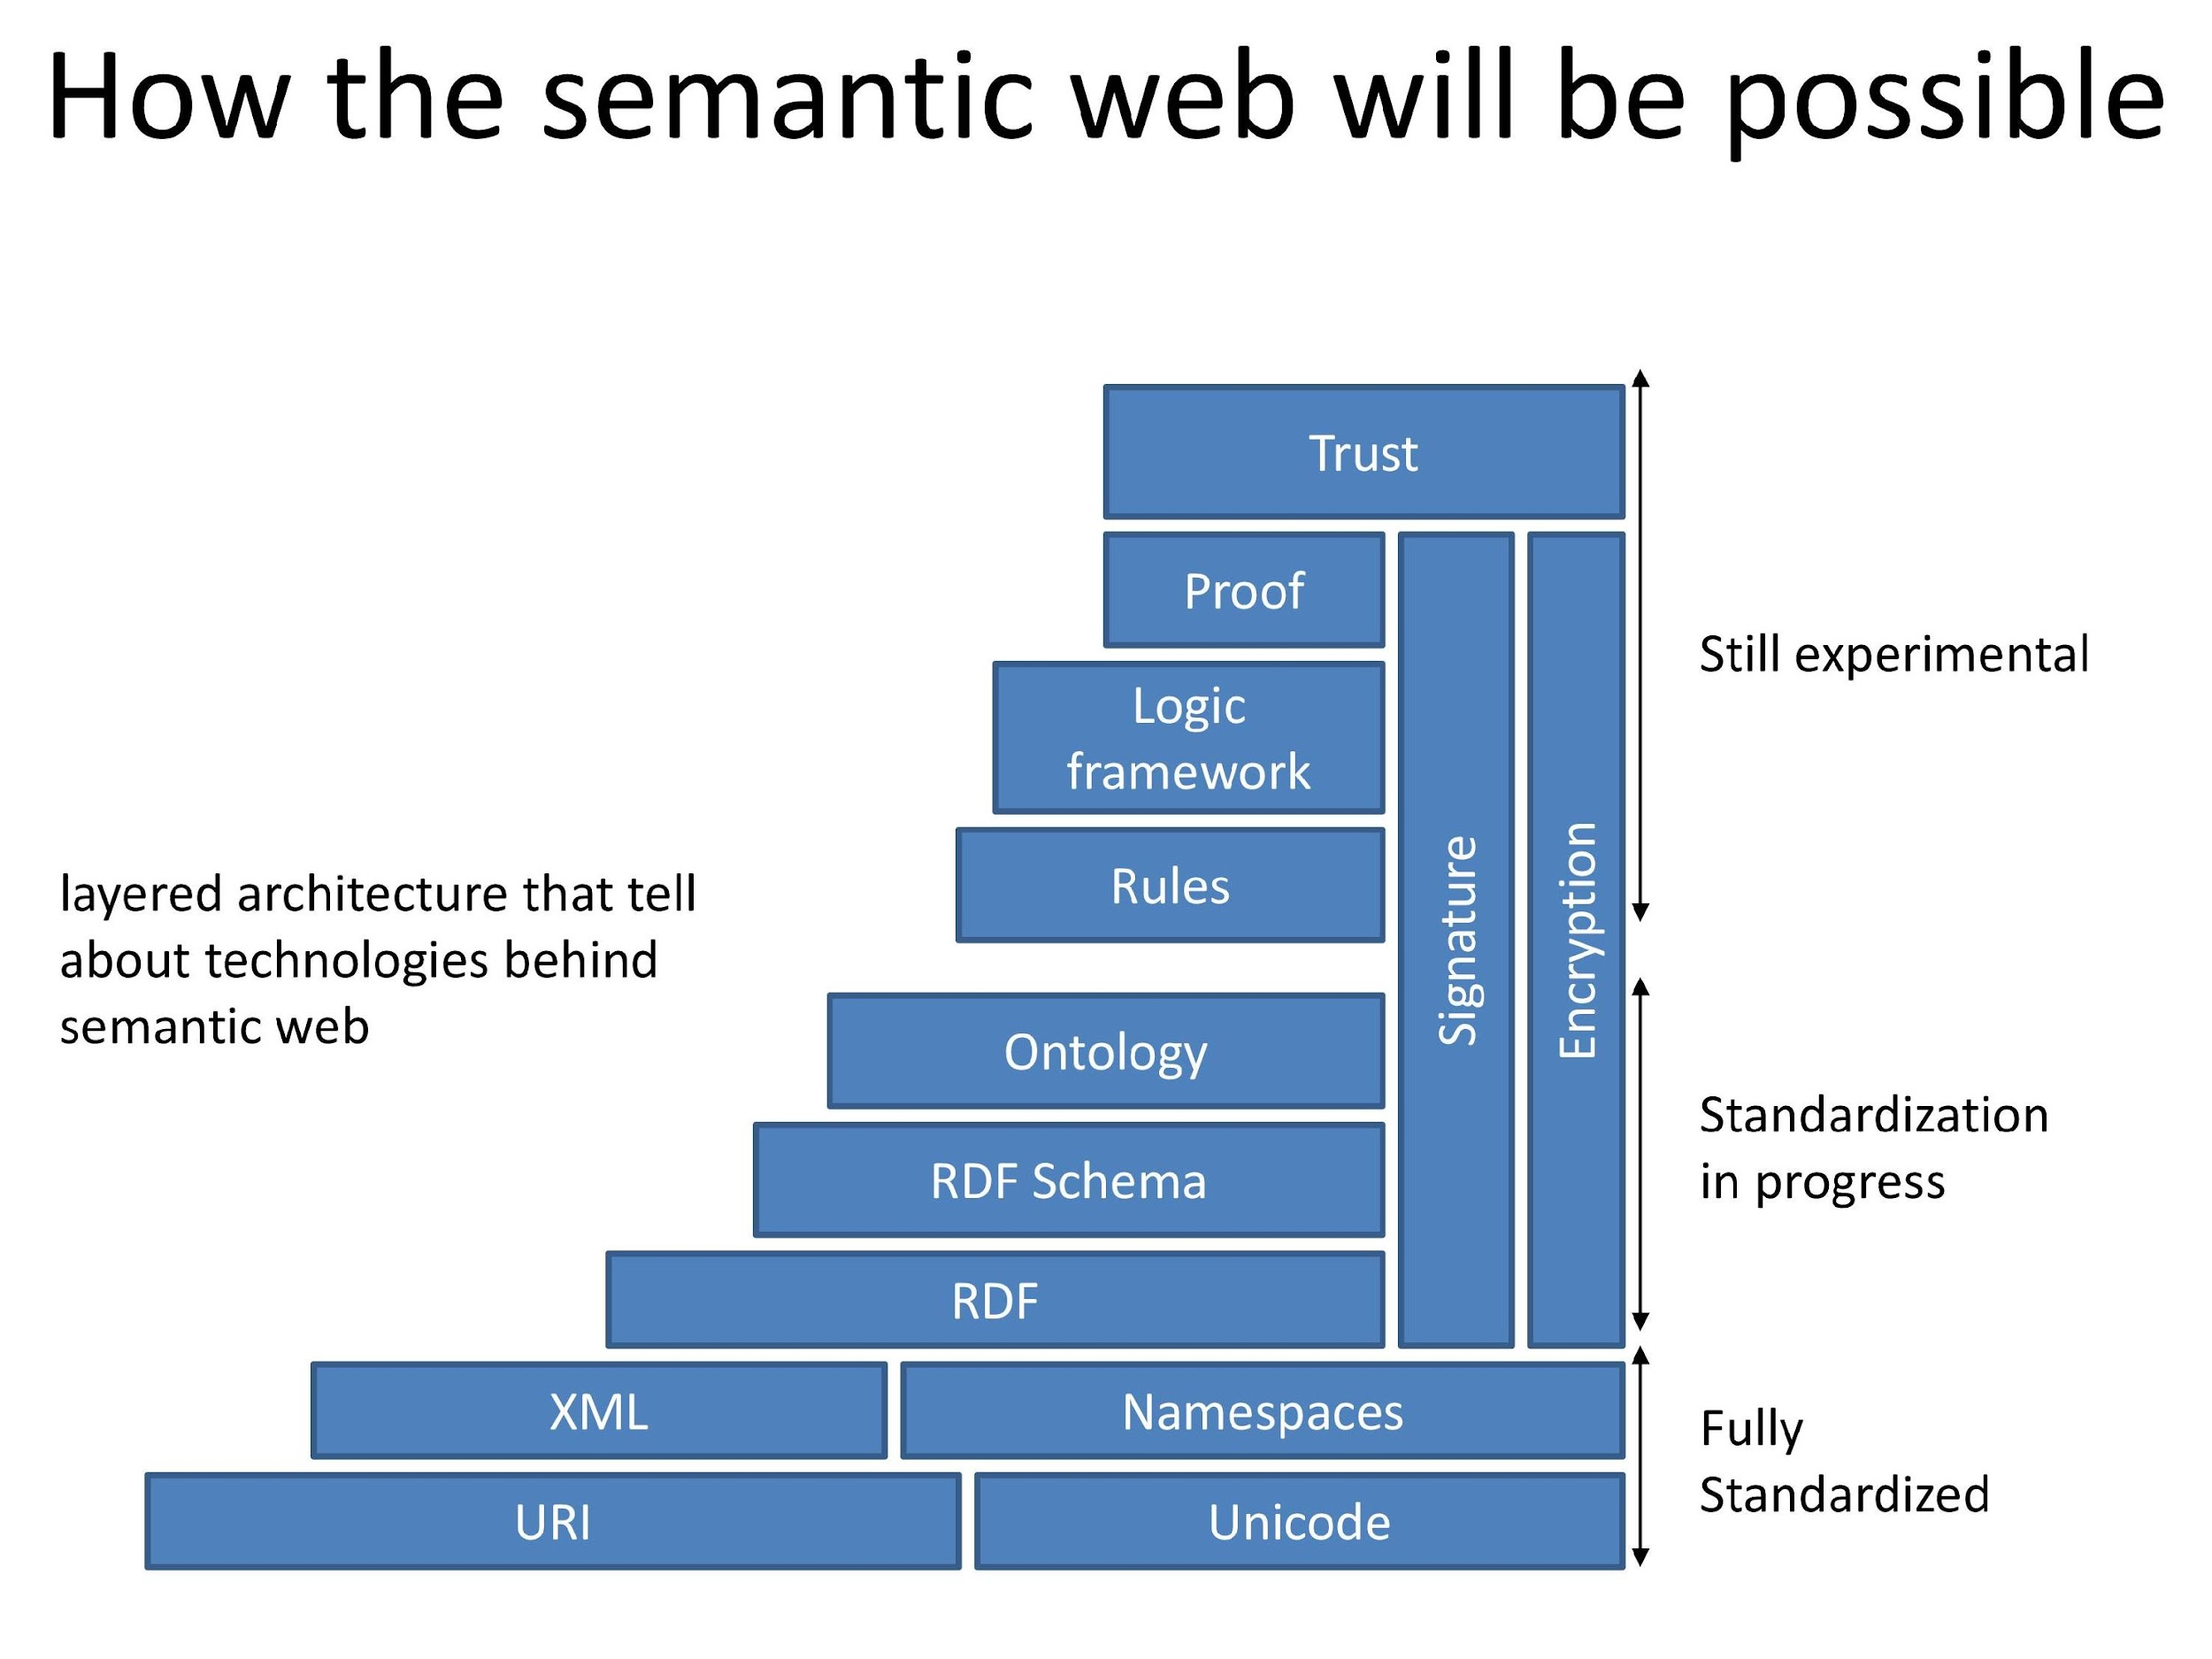 How the semantic web will be possible
Trust
Proof
Logic
framework
Rules
Ontology
RDF Schema
RDF
Signature
Encryption
XML
Namespaces
URI
Unicode
layered architecture that tell
about technologies behind
semantic web
Still experimental
Standardization
in progress
Fully
Standardized